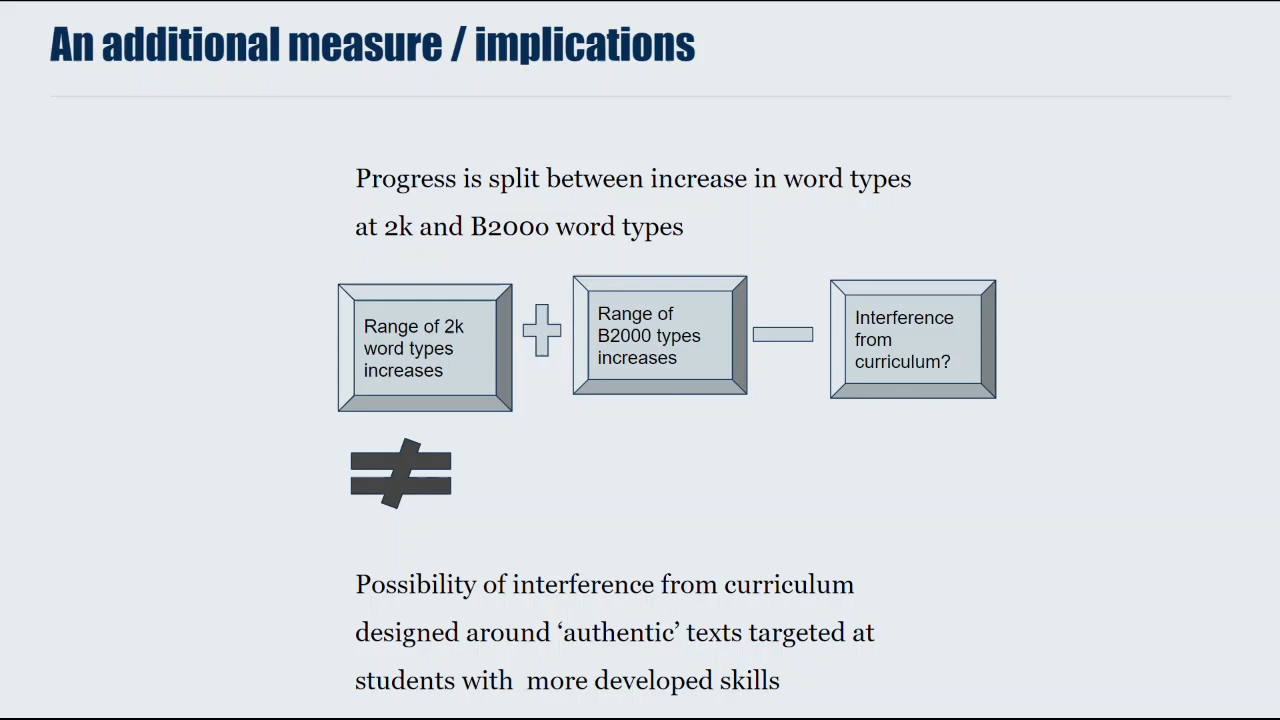 An additional measure / implications
Progress is split between increase in word types
at 2k and B2000 word types
Range of 2k
word types
increases
Range of
B2000 types
increases
Interference
from
curriculum?
Possibility of interference from curriculum
designed around ‘authentic’ texts targeted at
students with  more developed skills